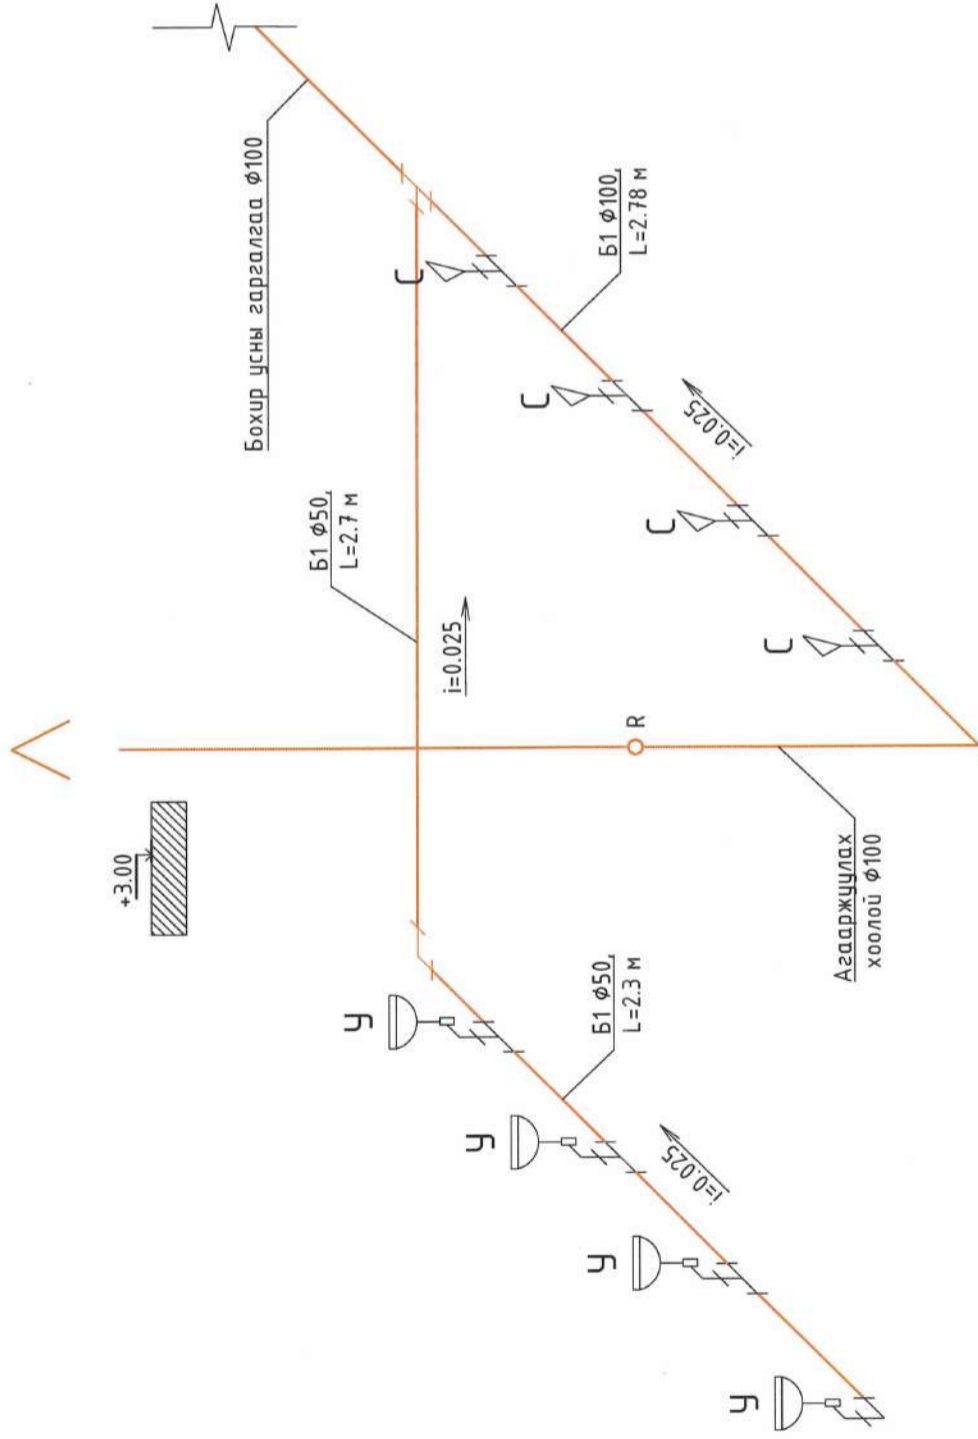 Бохир усны гаргалгаа ф100
Б1 ф50,
L=2.7 м
i=0.025
С
Б1 ф100,
L=2.78 м
С
i=0.025
С
С
R
+3.00
Агааржуулах
хоолой ф100
У
Б1 ф50,
L=2.3 м
У
i=0.025
У
У